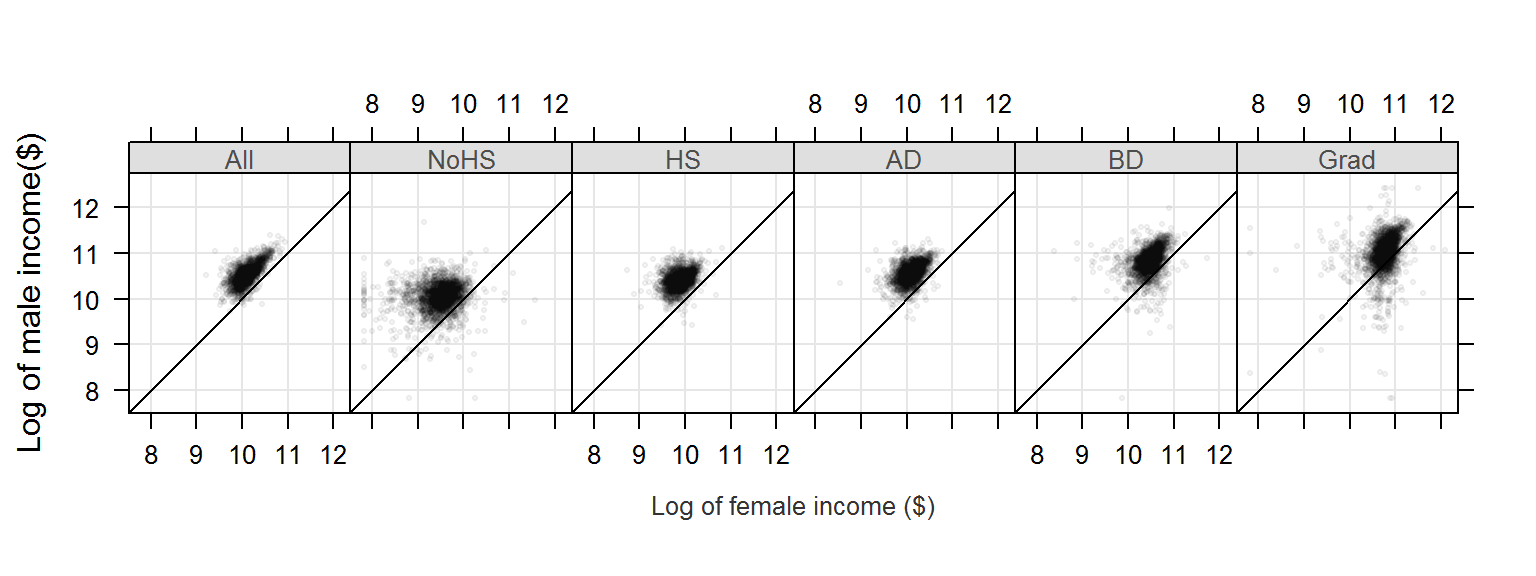 8 9 10 11 12 8 9 10 11 12 8 9 10 11 12
All NoHS HS AD BD Grad
Log of male income($)
12
11
10
9
8
8 9 10 11 12 8 9 10 11 12 8 9 10 11 12
Log of female income ($)